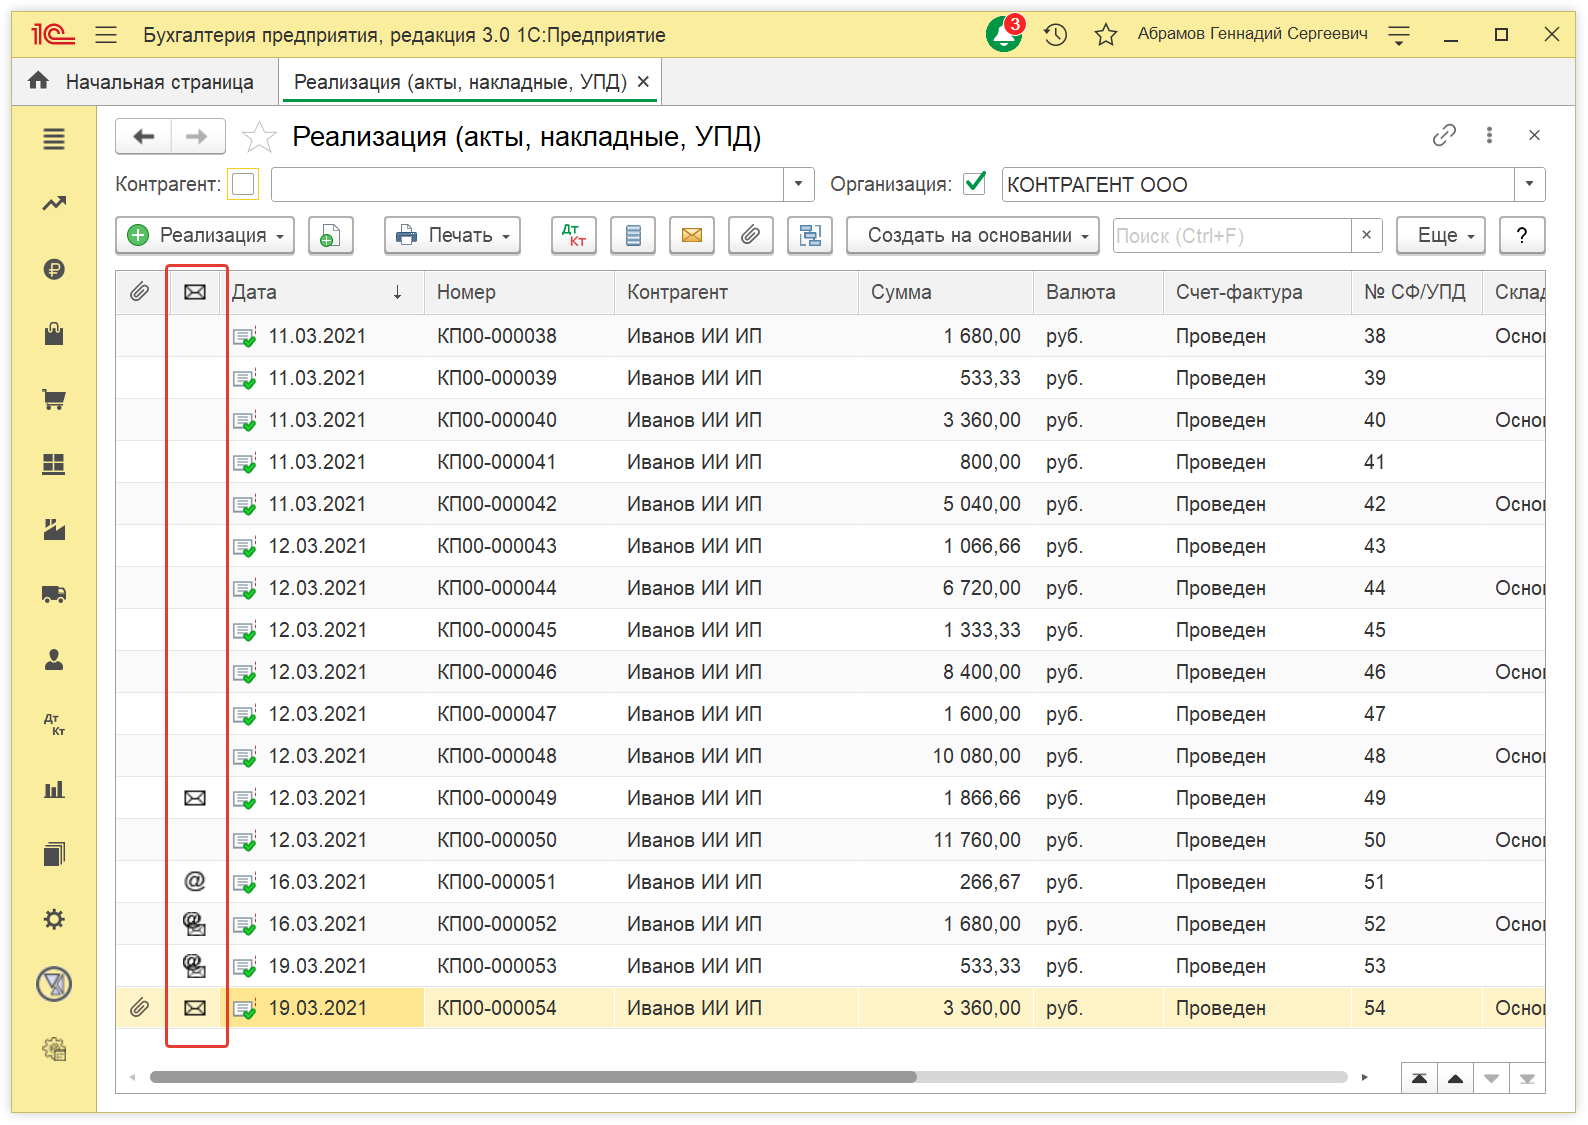 1С Бухгалтерия предприятия, редакция 3.0 1С:Предприятие 3 Абрамов Геннадий Сергеевич
Начальная страница Реализация (акты, накладные, УПД)
Реализация (акты, накладные, УПД)
Контрагент: Организация: КОНТРАГЕНТ ООО
Реализация Печать Дт Кт Создать на основании Поиск (Ctrl+F) × Еще ?
Дата ↓ Номер Контрагент Сумма Валюта Счет-фактура № СФ/УПД Склад
11.03.2021 КП00-000038 Иванов ИИ ИП 1 680,00 руб. Проведен 38 Осно
11.03.2021 КП00-000039 Иванов ИИ ИП 533,33 руб. Проведен 39
11.03.2021 КП00-000040 Иванов ИИ ИП 3 360,00 руб. Проведен 40 Осно
11.03.2021 КП00-000041 Иванов ИИ ИП 800,00 руб. Проведен 41
11.03.2021 КП00-000042 Иванов ИИ ИП 5 040,00 руб. Проведен 42 Осно
12.03.2021 КП00-000043 Иванов ИИ ИП 1 066,66 руб. Проведен 43
12.03.2021 КП00-000044 Иванов ИИ ИП 6 720,00 руб. Проведен 44 Осно
12.03.2021 КП00-000045 Иванов ИИ ИП 1 333,33 руб. Проведен 45
12.03.2021 КП00-000046 Иванов ИИ ИП 8 400,00 руб. Проведен 46 Осно
12.03.2021 КП00-000047 Иванов ИИ ИП 1 600,00 руб. Проведен 47
12.03.2021 КП00-000048 Иванов ИИ ИП 10 080,00 руб. Проведен 48 Осно
12.03.2021 КП00-000049 Иванов ИИ ИП 1 866,66 руб. Проведен 49
12.03.2021 КП00-000050 Иванов ИИ ИП 11 760,00 руб. Проведен 50 Осно
@ 16.03.2021 КП00-000051 Иванов ИИ ИП 266,67 руб. Проведен 51
@ 16.03.2021 КП00-000052 Иванов ИИ ИП 1 680,00 руб. Проведен 52 Осно
@ 19.03.2021 КП00-000053 Иванов ИИ ИП 533,33 руб. Проведен 53
19.03.2021 КП00-000054 Иванов ИИ ИП 3 360,00 руб. Проведен 54 Осно
Дт
Кт